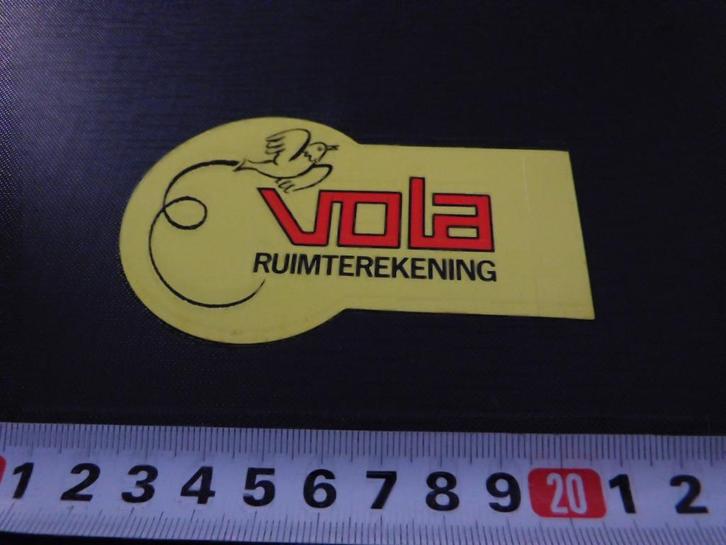 vola
RUIMTEREKENING
1 2 3 4 5 6 7 8 9 20 1 2